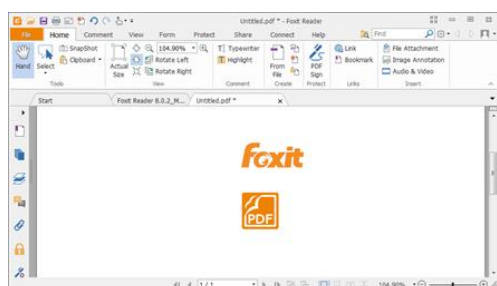 Untitled.pdf * - Foxit Reader
File Home Comment View Form Protect Share Connect Help Find
Hand Select SnapShot Clipboard Actual Size 104.90% Rotate Left Rotate Right Typewriter Highlight From File PDF Sign Link Bookmark File Attachment Image Annotation Audio & Video
Tools View Comment Create Protect Links Insert
Start Foxit Reader 8.0.2_M... Untitled.pdf *
foxit
PDF
1 / 1 104.90%